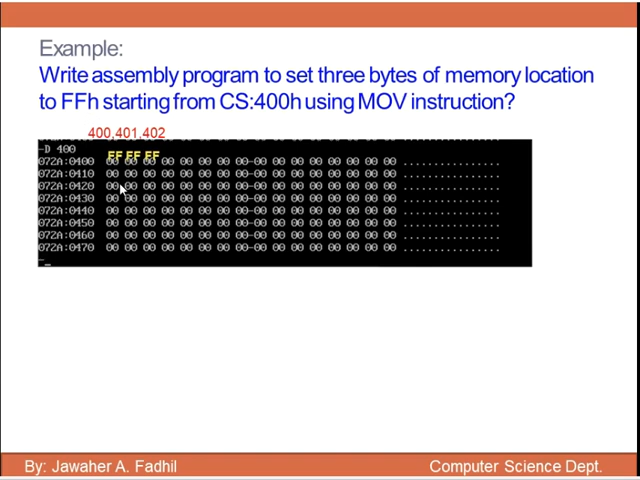 Example:
Write assembly program to set three bytes of memory location
to FFh starting from CS:400h using MOV instruction?
400,401,402
-D 400
FF FF FF
072A:0400 00 00 00 00 00 00 00 00-00 00 00 00 00 00 00 00 ................
072A:0410 00 00 00 00 00 00 00 00-00 00 00 00 00 00 00 00 ................
072A:0420 00 00 00 00 00 00 00 00-00 00 00 00 00 00 00 00 ................
072A:0430 00 00 00 00 00 00 00 00-00 00 00 00 00 00 00 00 ................
072A:0440 00 00 00 00 00 00 00 00-00 00 00 00 00 00 00 00 ................
072A:0450 00 00 00 00 00 00 00 00-00 00 00 00 00 00 00 00 ................
072A:0460 00 00 00 00 00 00 00 00-00 00 00 00 00 00 00 00 ................
072A:0470 00 00 00 00 00 00 00 00-00 00 00 00 00 00 00 00 ................
-_
By: Jawaher A. Fadhil
Computer Science Dept.